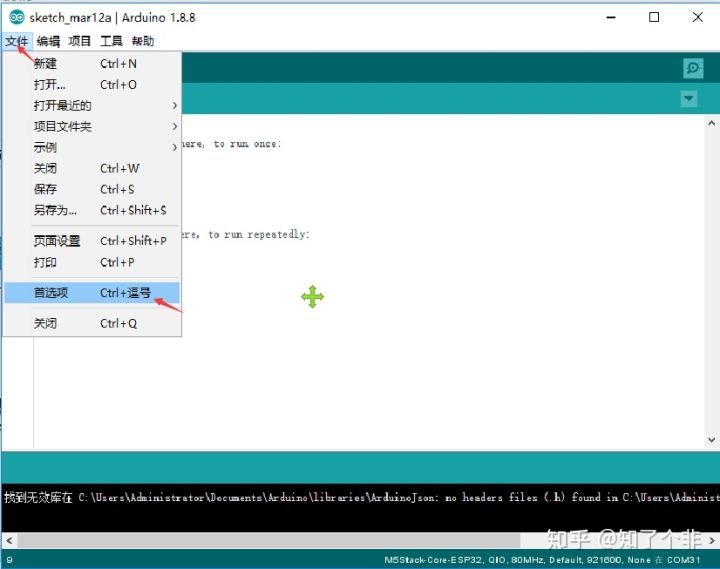 sketch_mar12a | Arduino 1.8.8
文件 编辑 项目 工具 帮助
新建 Ctrl+N
打开... Ctrl+O
打开最近的
项目文件夹
示例
关闭 Ctrl+W
保存 Ctrl+S
另存为... Ctrl+Shift+S
页面设置 Ctrl+Shift+P
打印 Ctrl+P
首选项 Ctrl+逗号
关闭 Ctrl+Q
here, to run once:
ere, to run repeatedly:
找到无效库在 C:\Users\Administrator\Documents\Arduino\libraries\ArduinoJson: no headers files (.h) found in C:\Users\Administ
知乎 @知了个非
9 M5Stack-Core-ESP32, QIO, 80MHz, Default, 921600, None 在 COM31